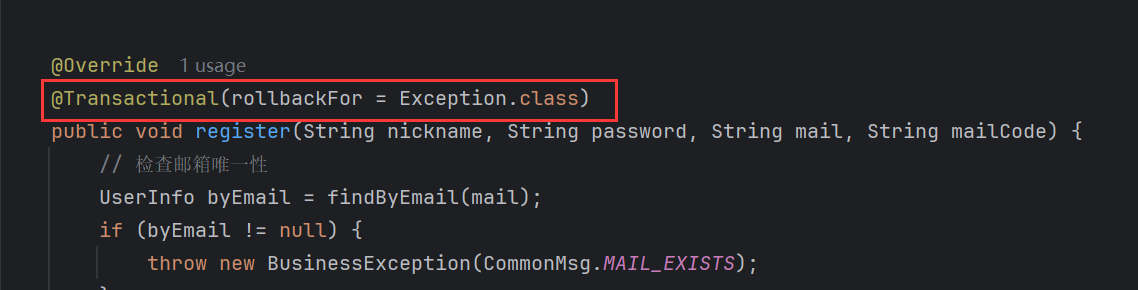 @Override 1 usage
@Transactional(rollbackFor = Exception.class)
public void register(String nickname, String password, String mail, String mailCode) {
// 检查邮箱唯一性
UserInfo byEmail = findByEmail(mail);
if (byEmail != null) {
throw new BusinessException(CommonMsg.MAIL_EXISTS);
}